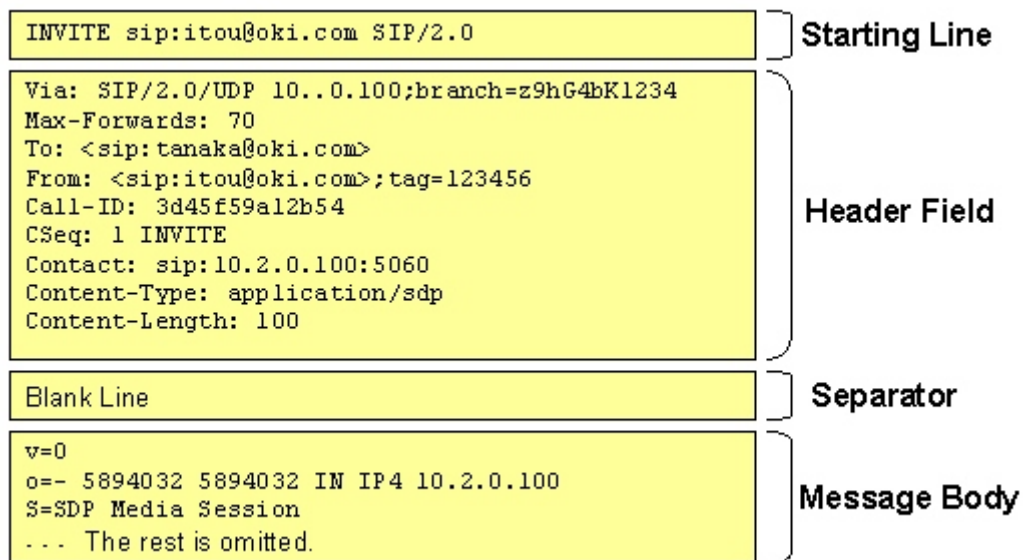 INVITE sip:itou@oki.com SIP/2.0
Starting Line
Via: SIP/2.0/UDP 10..0.100;branch=z9hG4bK1234
Max-Forwards: 70
To: <sip:tanaka@oki.com>
From: <sip:itou@oki.com>;tag=123456
Call-ID: 3d45f59a12b54
CSeq: 1 INVITE
Contact: sip:10.2.0.100:5060
Content-Type: application/sdp
Content-Length: 100
Header Field
Blank Line
Separator
v=0
o=- 5894032 5894032 IN IP4 10.2.0.100
S=SDP Media Session
... The rest is omitted.
Message Body